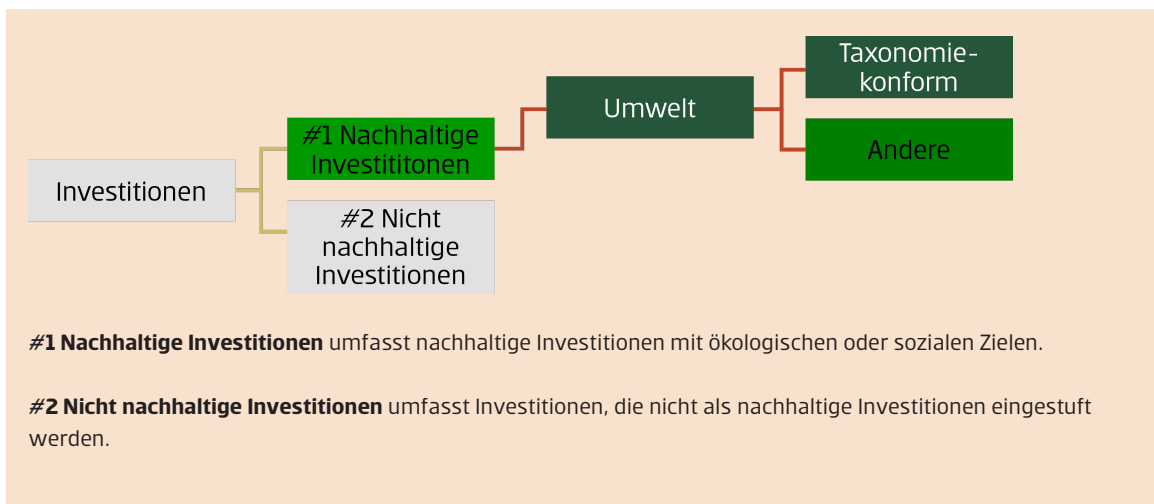 Taxonomie-
konform
Umwelt
#1 Nachhaltige
Investititonen
Andere
Investitionen
#2 Nicht
nachhaltige
Investitionen
#1 Nachhaltige Investitionen umfasst nachhaltige Investitionen mit ökologischen oder sozialen Zielen.
#2 Nicht nachhaltige Investitionen umfasst Investitionen, die nicht als nachhaltige Investitionen eingestuft
werden.